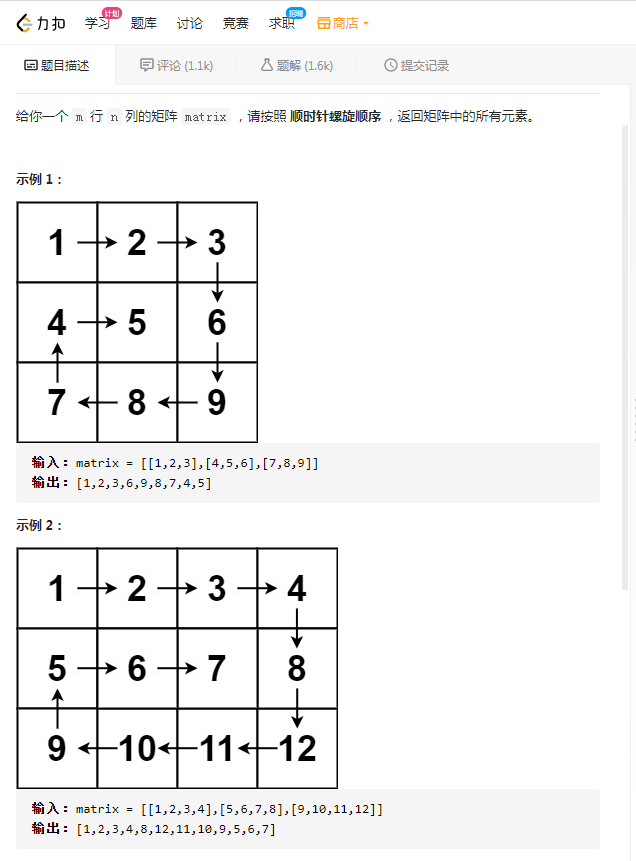 力扣 学习 计划 题库 讨论 竞赛 求职 招聘 商店
题目描述 评论 (1.1k) 题解 (1.6k) 提交记录
给你一个 m 行 n 列的矩阵 matrix ，请按照 顺时针螺旋顺序 ，返回矩阵中的所有元素。
示例 1：
1 2 3
4 5 6
7 8 9
输入：matrix = [[1,2,3],[4,5,6],[7,8,9]]
输出：[1,2,3,6,9,8,7,4,5]
示例 2：
1 2 3 4
5 6 7 8
9 10 11 12
输入：matrix = [[1,2,3,4],[5,6,7,8],[9,10,11,12]]
输出：[1,2,3,4,8,12,11,10,9,5,6,7]